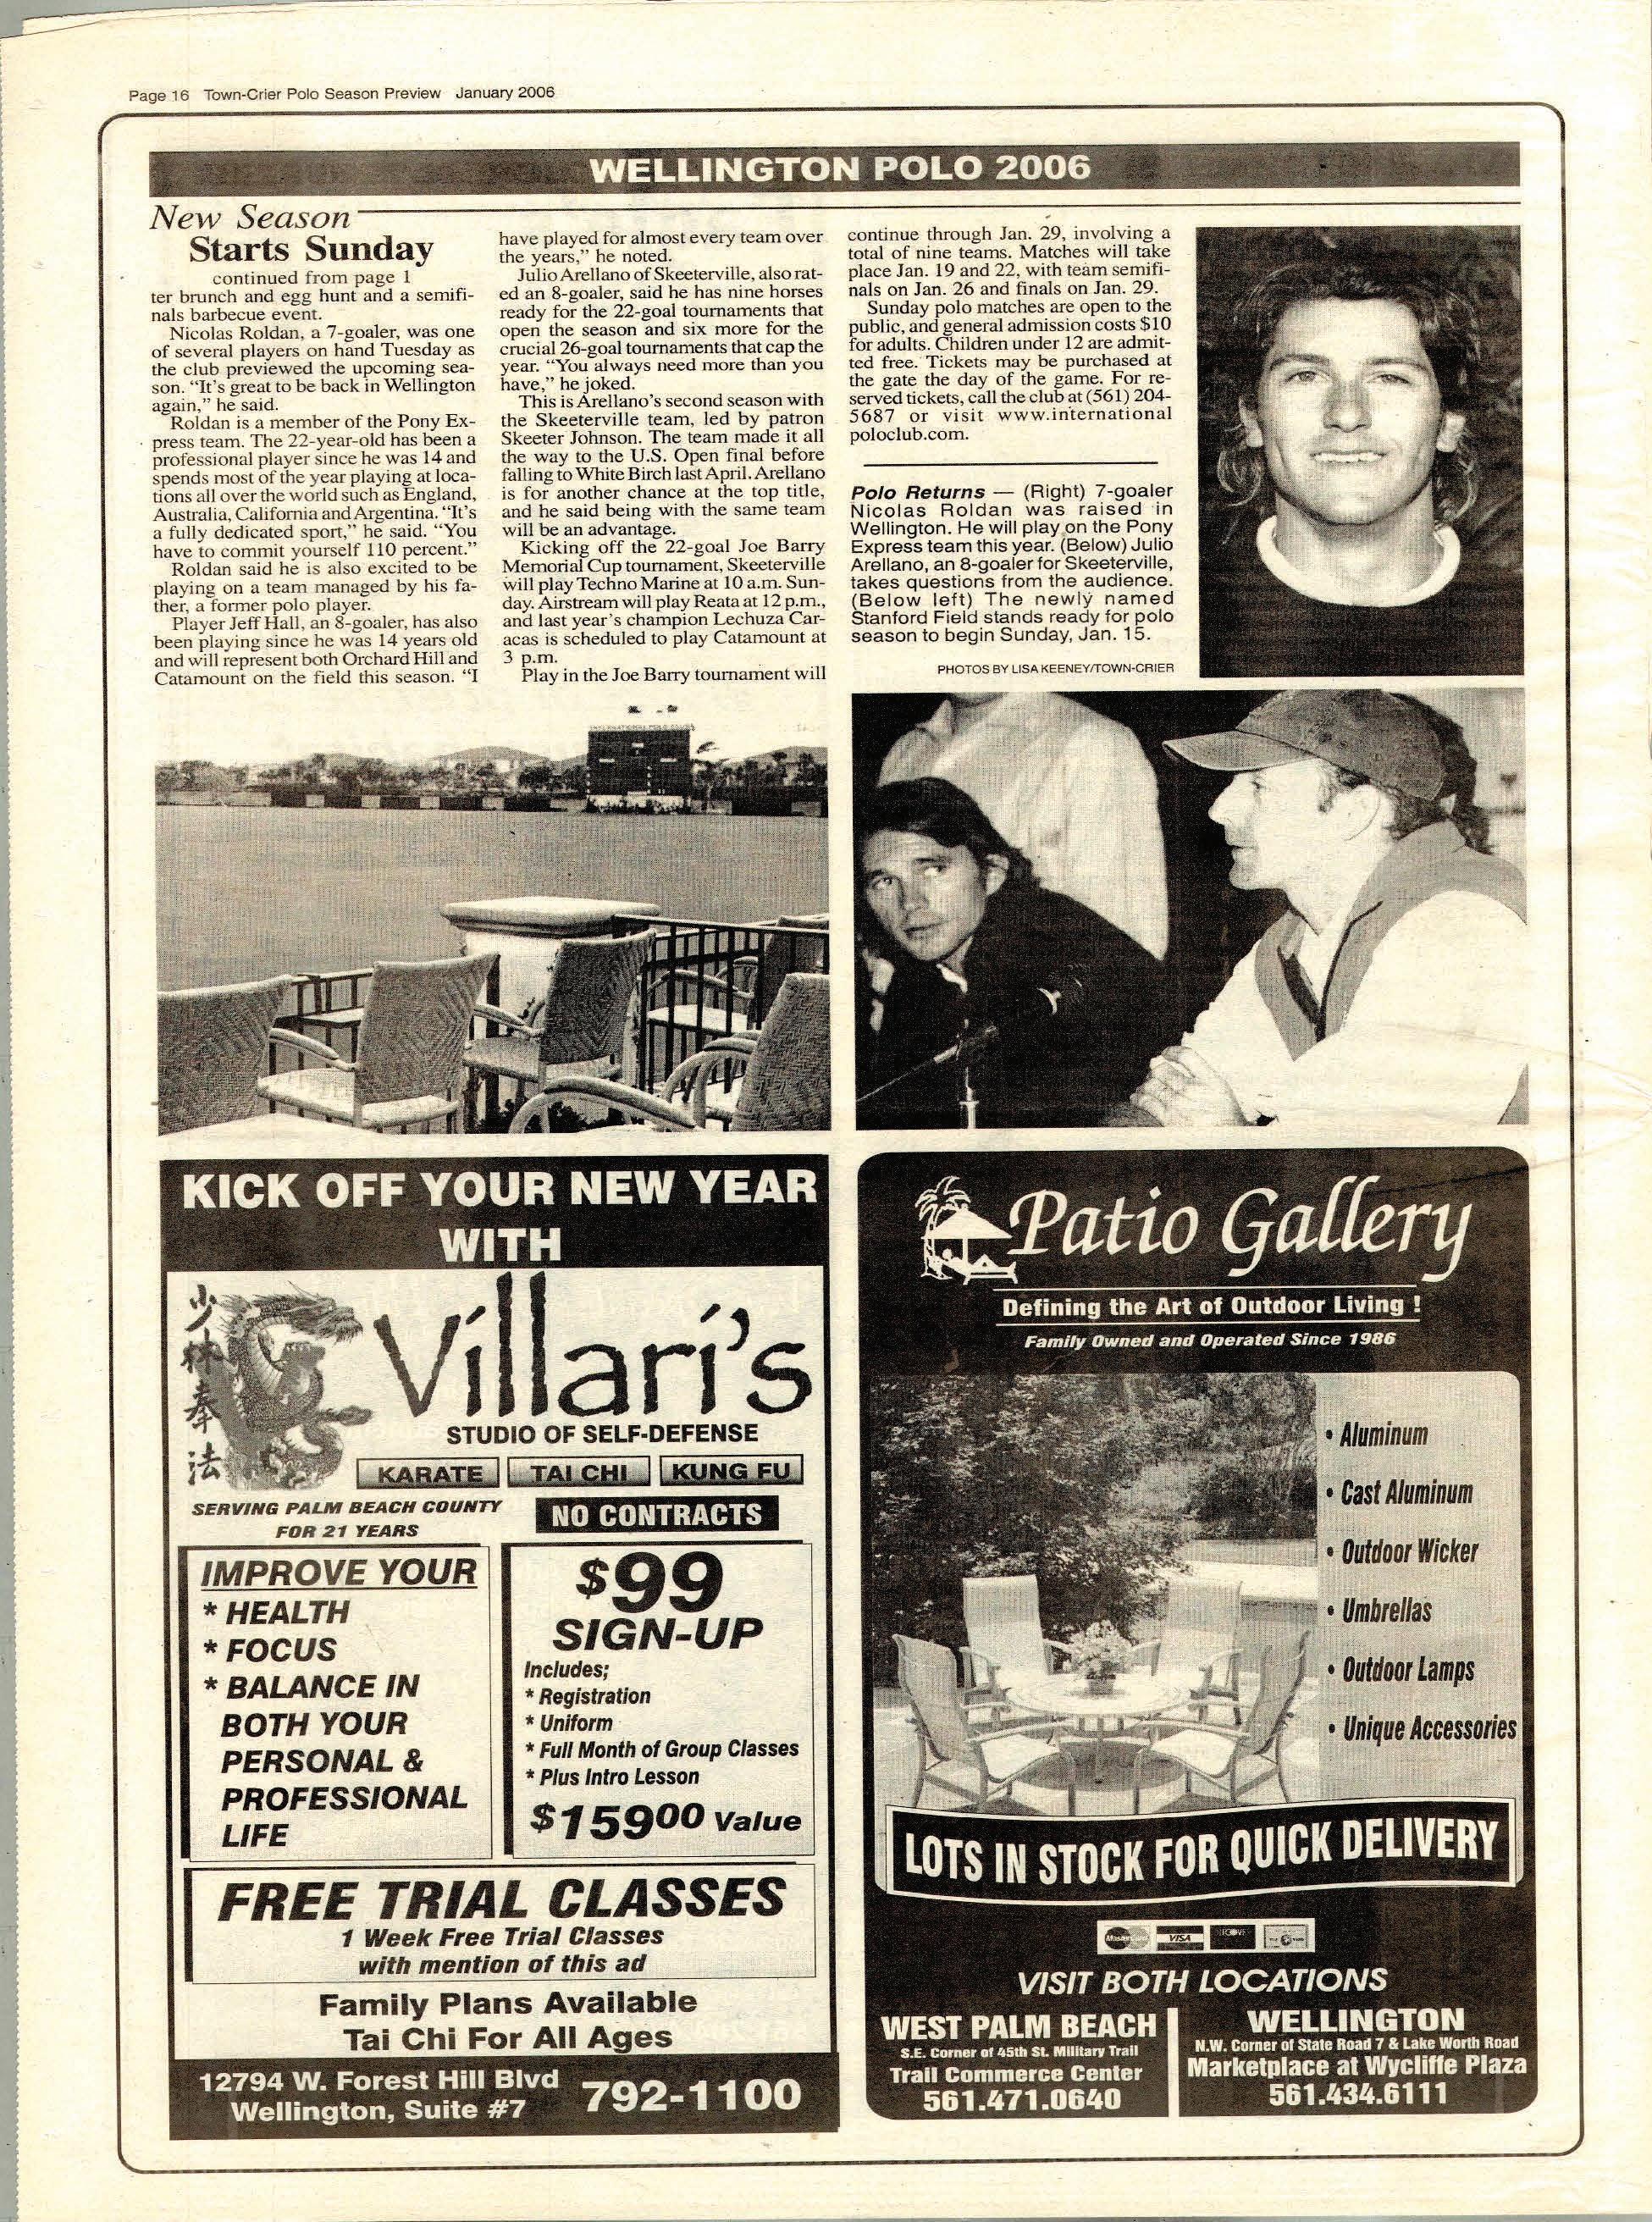 Page 16 Town-Crier Polo Season Preview January 2006
WELLINGTON POLO 2006
New Season
Starts Sunday
continued from page 1
ter brunch and egg hunt and a semifi-
nals barbecue event.
Nicolas Roldan, a 7-goaler, was one
of several players on hand Tuesday as
the club previewed the upcoming sea-
son. “It’s great to be back in Wellington
again,” he said.
Roldan is a member of the Pony Ex-
press team. The 22-year-old has been a
professional player since he was 14 and
spends most of the year playing at loca-
tions all over the world such as England,
Australia, California and Argentina. “It’s
a fully dedicated sport,” he said. “You
have to commit yourself 110 percent.”
Roldan said he is also excited to be
playing on a team managed by his fa-
ther, a former polo player.
Player Jeff Hall, an 8-goaler, has also
been playing since he was 14 years old
and will represent both Orchard Hill and
Catamount on the field this season. “I
have played for almost every team over
the years,” he noted.
Julio Arellano of Skeeterville, also rat-
ed an 8-goaler, said he has nine horses
ready for the 22-goal tournaments that
open the season and six more for the
crucial 26-goal tournaments that cap the
year. “You always need more than you
have,” he joked.
This is Arellano’s second season with
the Skeeterville team, led by patron
Skeeter Johnson. The team made it all
the way to the U.S. Open final before
falling to White Birch last April. Arellano
is for another chance at the top title,
and he said being with the same team
will be an advantage.
Kicking off the 22-goal Joe Barry
Memorial Cup tournament, Skeeterville
will play Techno Marine at 10 a.m. Sun-
day. Airstream will play Reata at 12 p.m.,
and last year’s champion Lechuza Car-
acas is scheduled to play Catamount at
3 p.m.
Play in the Joe Barry tournament will
continue through Jan. 29, involving a
total of nine teams. Matches will take
place Jan. 19 and 22, with team semifi-
nals on Jan. 26 and finals on Jan. 29.
Sunday polo matches are open to the
public, and general admission costs $10
for adults. Children under 12 are admit-
ted free. Tickets may be purchased at
the gate the day of the game. For re-
served tickets, call the club at (561) 204-
5687 or visit www.international
poloclub.com.
Polo Returns — (Right) 7-goaler
Nicolas Roldan was raised in
Wellington. He will play on the Pony
Express team this year. (Below) Julio
Arellano, an 8-goaler for Skeeterville,
takes questions from the audience.
(Below left) The newly named
Stanford Field stands ready for polo
season to begin Sunday, Jan. 15.
PHOTOS BY LISA KEENEY/TOWN-CRIER
INTERNATIONAL POLO CLUB
KICK OFF YOUR NEW YEAR
WITH
少林拳法
Villari's
STUDIO OF SELF-DEFENSE
KARATE TAI CHI KUNG FU
SERVING PALM BEACH COUNTY
FOR 21 YEARS
NO CONTRACTS
IMPROVE YOUR
* HEALTH
* FOCUS
* BALANCE IN
BOTH YOUR
PERSONAL &
PROFESSIONAL
LIFE
$99
SIGN-UP
Includes;
* Registration
* Uniform
* Full Month of Group Classes
* Plus Intro Lesson
$159⁰⁰ Value
FREE TRIAL CLASSES
1 Week Free Trial Classes
with mention of this ad
Family Plans Available
Tai Chi For All Ages
12794 W. Forest Hill Blvd
Wellington, Suite #7
792-1100
Patio Gallery
Defining the Art of Outdoor Living !
Family Owned and Operated Since 1986
• Aluminum
• Cast Aluminum
• Outdoor Wicker
• Umbrellas
• Outdoor Lamps
• Unique Accessories
LOTS IN STOCK FOR QUICK DELIVERY
MasterCard VISA
VISIT BOTH LOCATIONS
WEST PALM BEACH
S.E. Corner of 45th St. Military Trail
Trail Commerce Center
561.471.0640
WELLINGTON
N.W. Corner of State Road 7 & Lake Worth Road
Marketplace at Wycliffe Plaza
561.434.6111